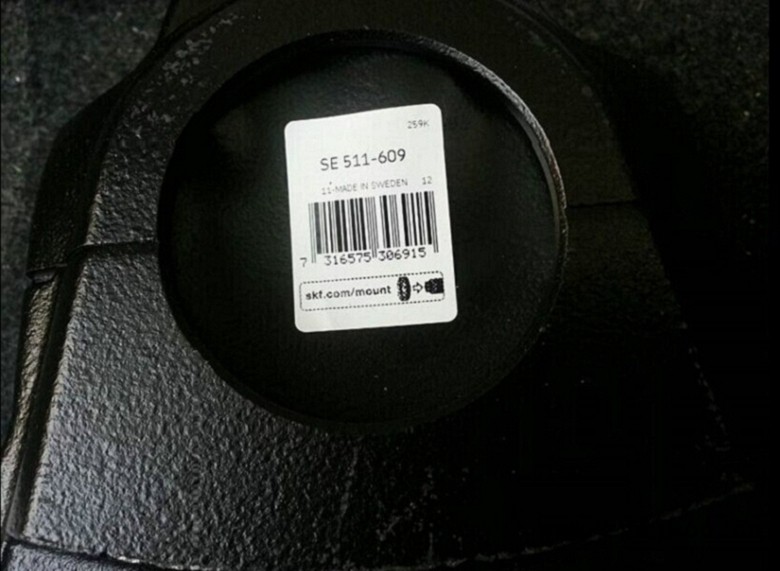 259K
SE 511-609
11-MADE IN SWEDEN 12
7 316575 306915
skf.com/mount